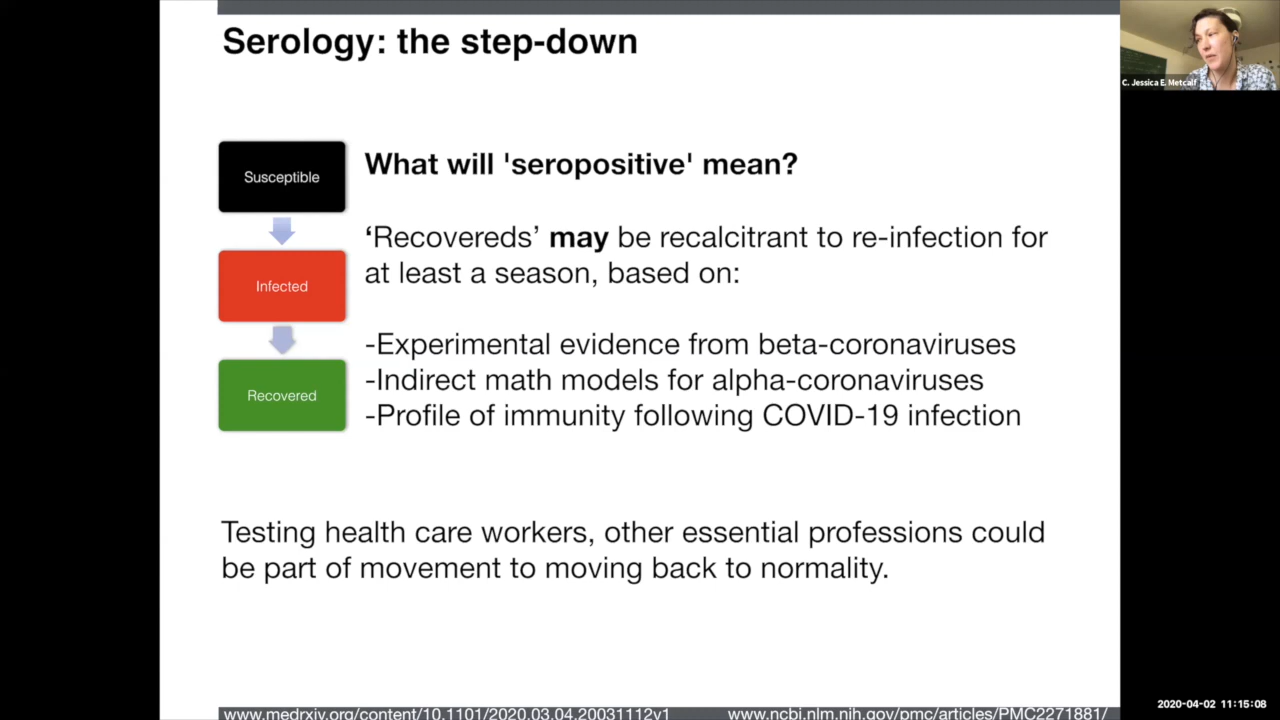 Serology: the step-down
C. Jessica E. Metcalf
Susceptible
Infected
Recovered
What will 'seropositive' mean?
‘Recovereds’ may be recalcitrant to re-infection for
at least a season, based on:
-Experimental evidence from beta-coronaviruses
-Indirect math models for alpha-coronaviruses
-Profile of immunity following COVID-19 infection
Testing health care workers, other essential professions could
be part of movement to moving back to normality.
www.medrxiv.org/content/10.1101/2020.03.04.20031112v1
www.ncbi.nlm.nih.gov/pmc/articles/PMC2271881/
2020-04-02 11:15:08